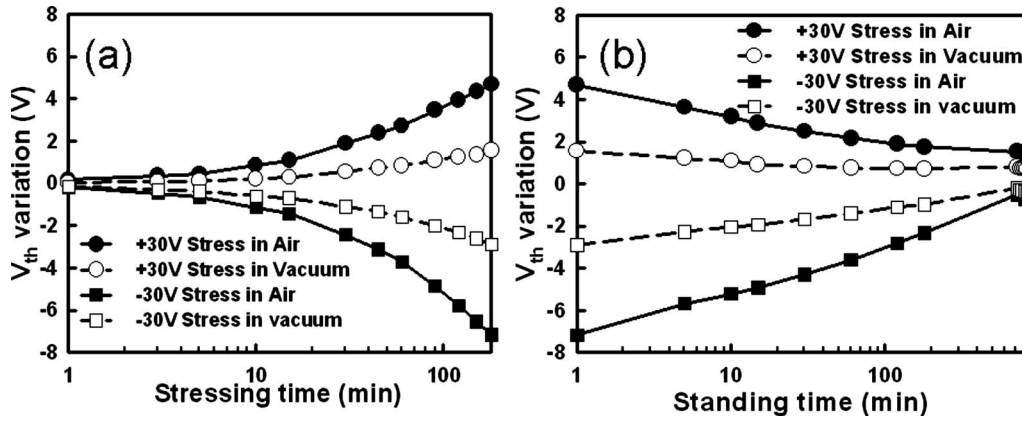 (a)
8
6
4
2
0
-2
-4
-6
-8
V_th variation (V)
+30V Stress in Air
+30V Stress in Vacuum
-30V Stress in Air
-30V Stress in vacuum
1 10 100
Stressing time (min)
(b)
8
6
4
2
0
-2
-4
-6
-8
V_th variation (V)
+30V Stress in Air
+30V Stress in Vacuum
-30V Stress in Air
-30V Stress in vacuum
1 10 100
Standing time (min)